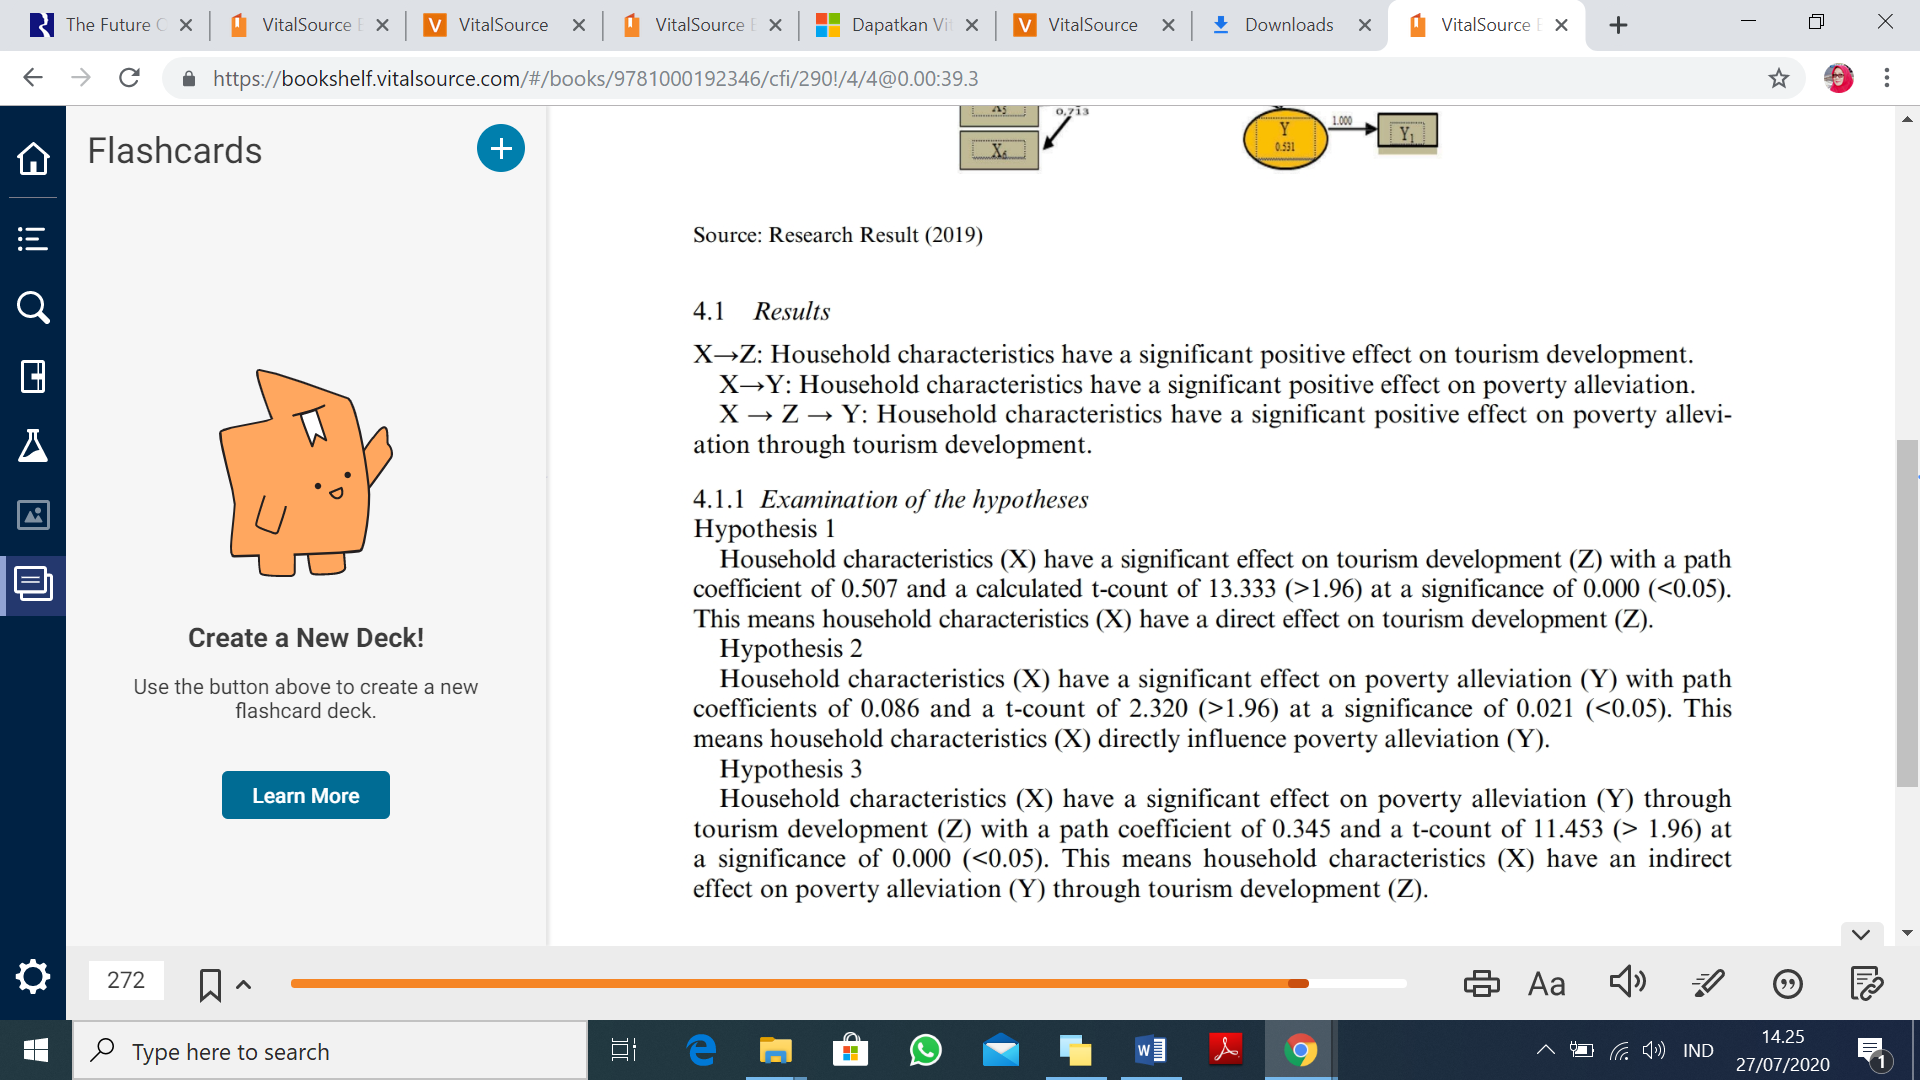 The Future
VitalSource
VitalSource
VitalSource
Dapatkan
VitalSource
Downloads
VitalSource
https://bookshelf.vitalsource.com/#/books/9781000192346/cfi/290!/4/4@0.00:39.3
Flashcards
Create a New Deck!
Use the button above to create a new
flashcard deck.
Learn More
X5
0,713
X6
Y
0.531
1.000
Y1
Source: Research Result (2019)
4.1 Results
X→Z: Household characteristics have a significant positive effect on tourism development.
X→Y: Household characteristics have a significant positive effect on poverty alleviation.
X → Z → Y: Household characteristics have a significant positive effect on poverty allevi-
ation through tourism development.
4.1.1 Examination of the hypotheses
Hypothesis 1
Household characteristics (X) have a significant effect on tourism development (Z) with a path
coefficient of 0.507 and a calculated t-count of 13.333 (>1.96) at a significance of 0.000 (<0.05).
This means household characteristics (X) have a direct effect on tourism development (Z).
Hypothesis 2
Household characteristics (X) have a significant effect on poverty alleviation (Y) with path
coefficients of 0.086 and a t-count of 2.320 (>1.96) at a significance of 0.021 (<0.05). This
means household characteristics (X) directly influence poverty alleviation (Y).
Hypothesis 3
Household characteristics (X) have a significant effect on poverty alleviation (Y) through
tourism development (Z) with a path coefficient of 0.345 and a t-count of 11.453 (> 1.96) at
a significance of 0.000 (<0.05). This means household characteristics (X) have an indirect
effect on poverty alleviation (Y) through tourism development (Z).
272
Aa
Type here to search
IND
14.25
27/07/2020
1